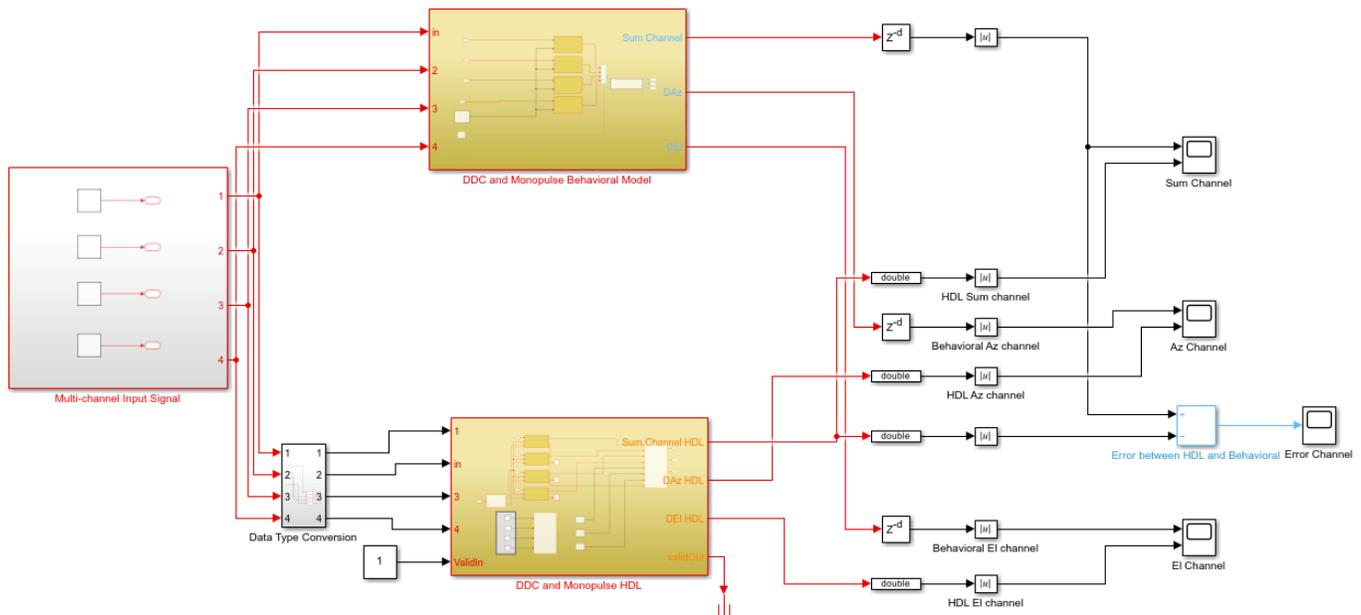 in
2
3
4
Sum Channel
DAz
DEl
DDC and Monopulse Behavioral Model
z-d
|u|
Sum Channel
1
2
3
4
Multi-channel Input Signal
double
|u|
HDL Sum channel
z-d
|u|
Behavioral Az channel
Az Channel
double
|u|
HDL Az channel
double
|u|
+
−
Error between HDL and Behavioral
Error Channel
1
2
3
4
1
2
3
4
Data Type Conversion
1
1
in
3
4
ValidIn
Sum Channel HDL
DAz HDL
DEl HDL
validOut
DDC and Monopulse HDL
z-d
|u|
Behavioral El channel
El Channel
double
|u|
HDL El channel